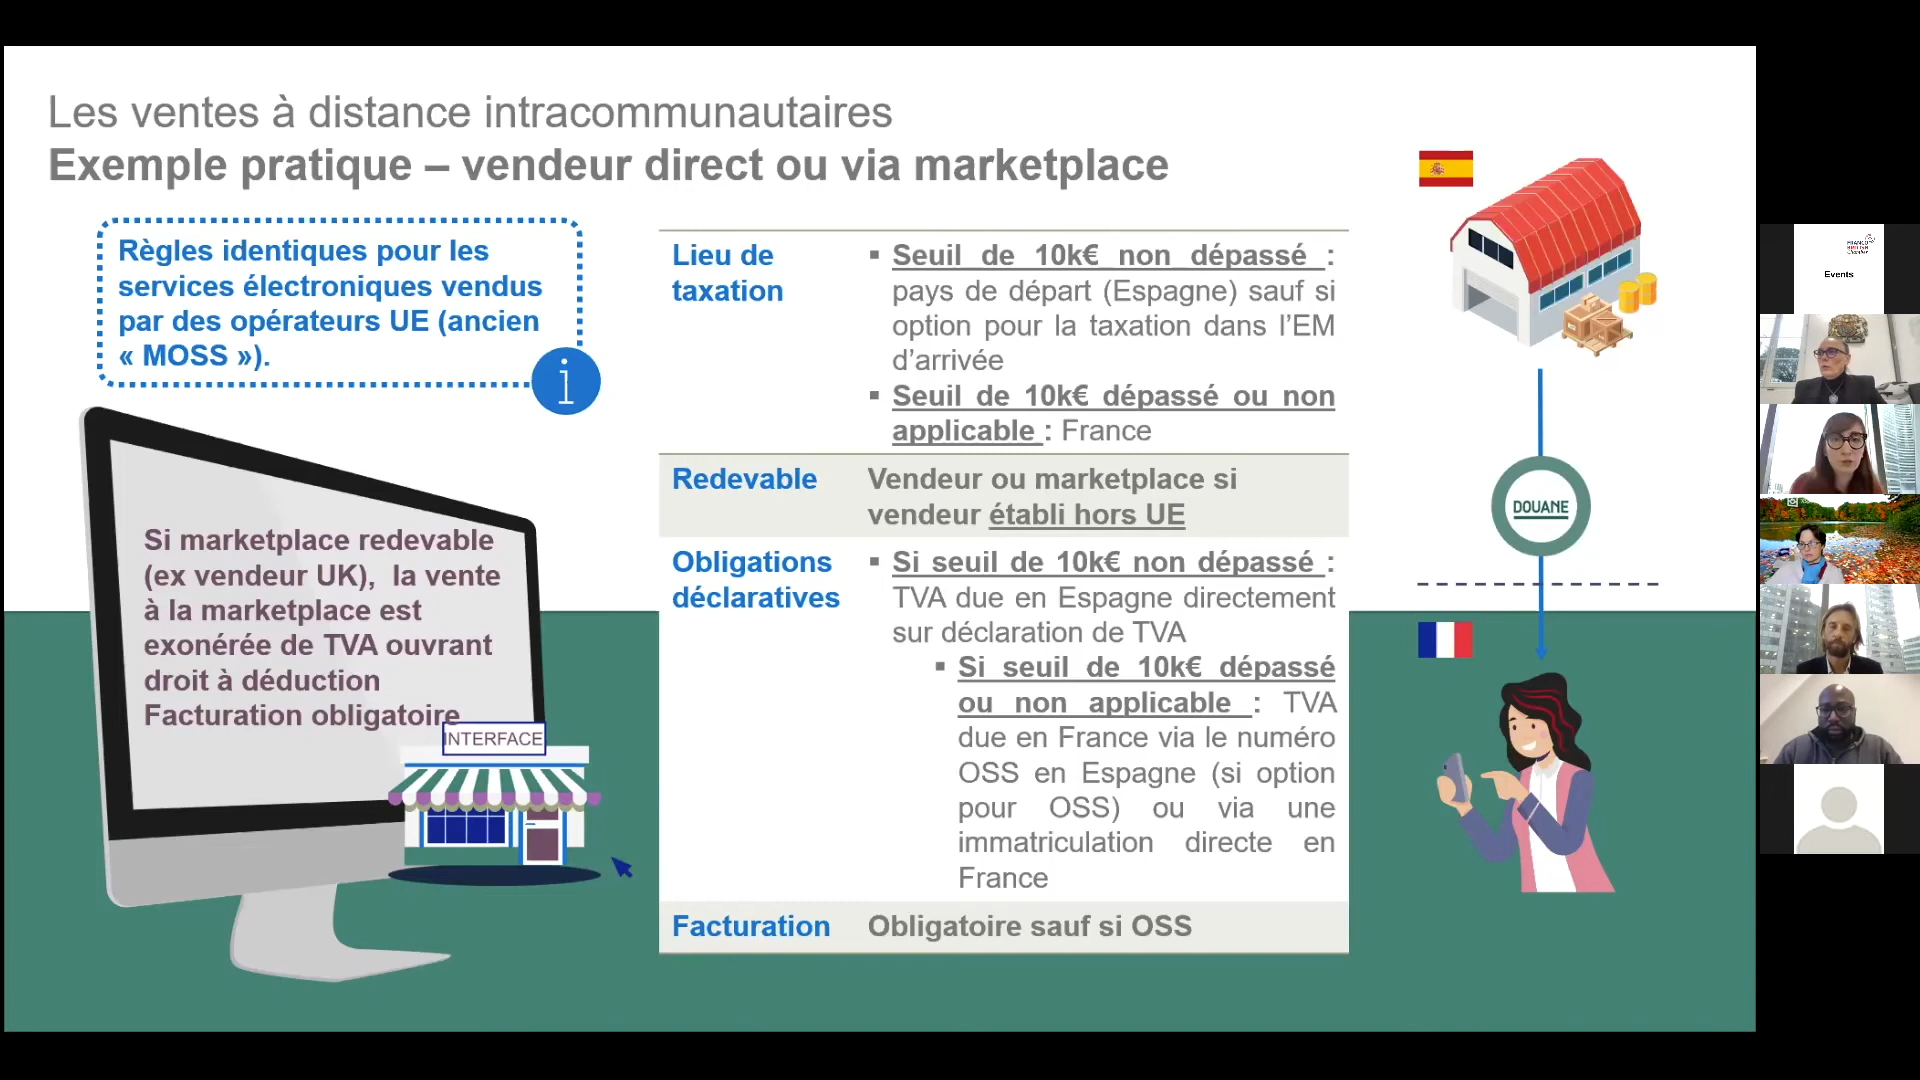 Les ventes à distance intracommunautaires
Exemple pratique – vendeur direct ou via marketplace
Règles identiques pour les
services électroniques vendus
par des opérateurs UE (ancien
« MOSS »).
i
Si marketplace redevable
(ex vendeur UK),  la vente
à la marketplace est
exonérée de TVA ouvrant
droit à déduction
Facturation obligatoire
INTERFACE
Lieu de
taxation
▪ Seuil de 10k€ non dépassé :
pays de départ (Espagne) sauf si
option pour la taxation dans l’EM
d’arrivée
▪ Seuil de 10k€ dépassé ou non
applicable : France
Redevable
Vendeur ou marketplace si
vendeur établi hors UE
Obligations
déclaratives
▪ Si seuil de 10k€ non dépassé :
TVA due en Espagne directement
sur déclaration de TVA
▪ Si seuil de 10k€ dépassé
ou non applicable : TVA
due en France via le numéro
OSS en Espagne (si option
pour OSS) ou via une
immatriculation directe en
France
Facturation
Obligatoire sauf si OSS
DOUANE
FRANCO
BRITISH
Chamber
Events